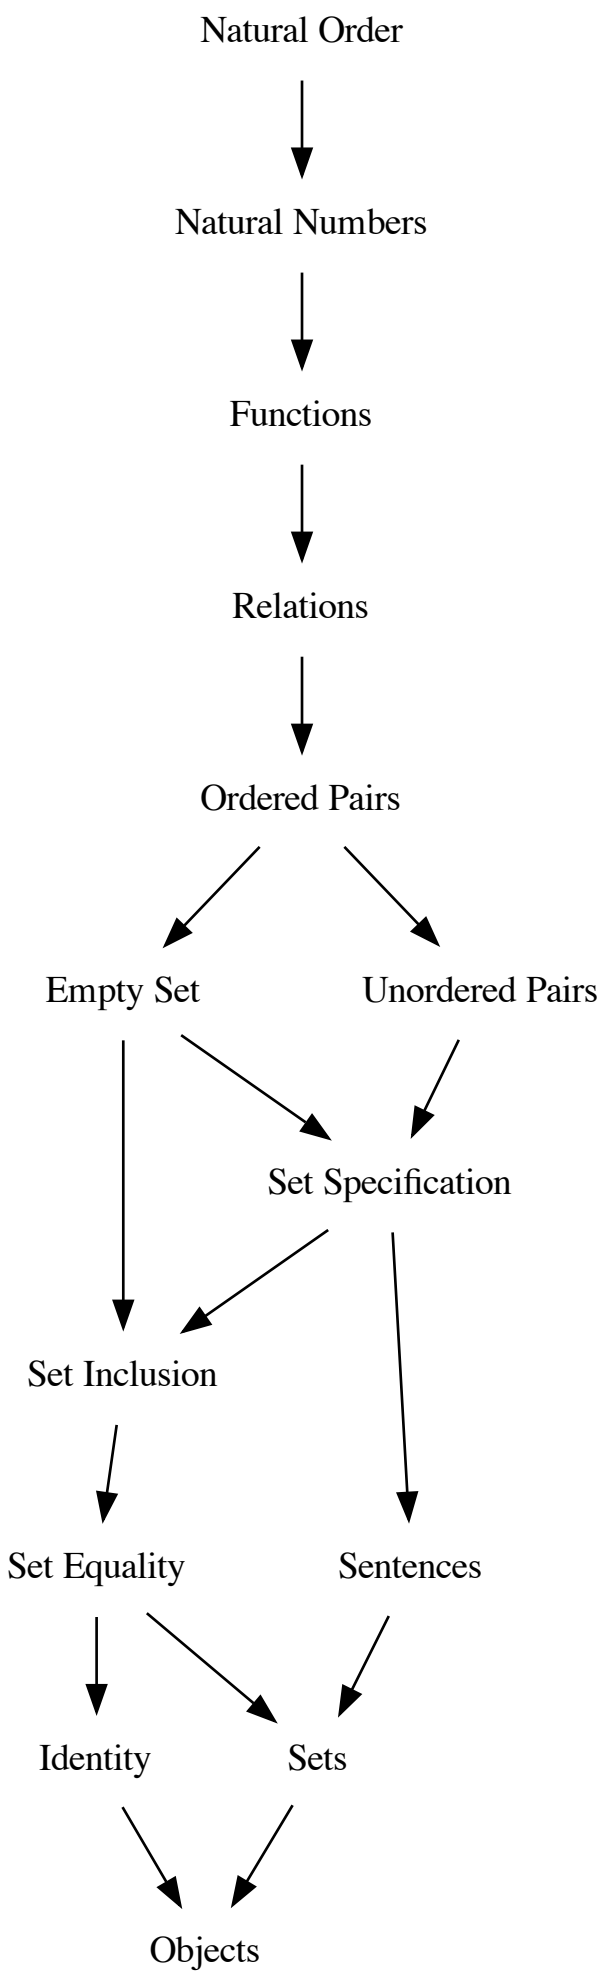 Natural Order
Natural Numbers
Functions
Relations
Ordered Pairs
Empty Set
Unordered Pairs
Set Specification
Set Inclusion
Set Equality
Sentences
Identity
Sets
Objects